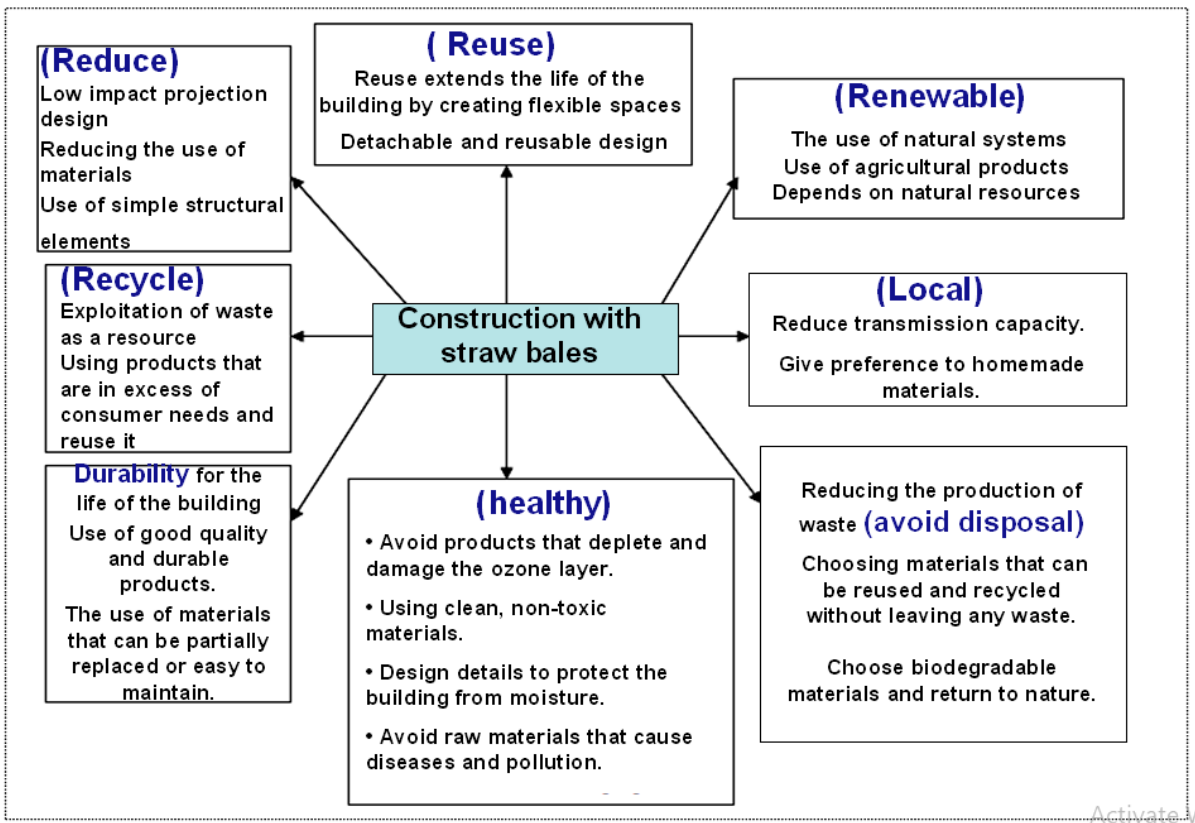 (Reduce)
Low impact projection
design
Reducing the use of
materials
Use of simple structural
elements
( Reuse)
Reuse extends the life of the
building by creating flexible spaces
Detachable and reusable design
(Renewable)
The use of natural systems
Use of agricultural products
Depends on natural resources
(Recycle)
Exploitation of waste
as a resource
Using products that
are in excess of
consumer needs and
reuse it
Construction with
straw bales
(Local)
Reduce transmission capacity.
Give preference to homemade
materials.
Durability for the
life of the building
Use of good quality
and durable
products.
The use of materials
that can be partially
replaced or easy to
maintain.
(healthy)
• Avoid products that deplete and
damage the ozone layer.
• Using clean, non-toxic
materials.
• Design details to protect the
building from moisture.
• Avoid raw materials that cause
diseases and pollution.
Reducing the production of
waste (avoid disposal)
Choosing materials that can
be reused and recycled
without leaving any waste.
Choose biodegradable
materials and return to nature.
Activate